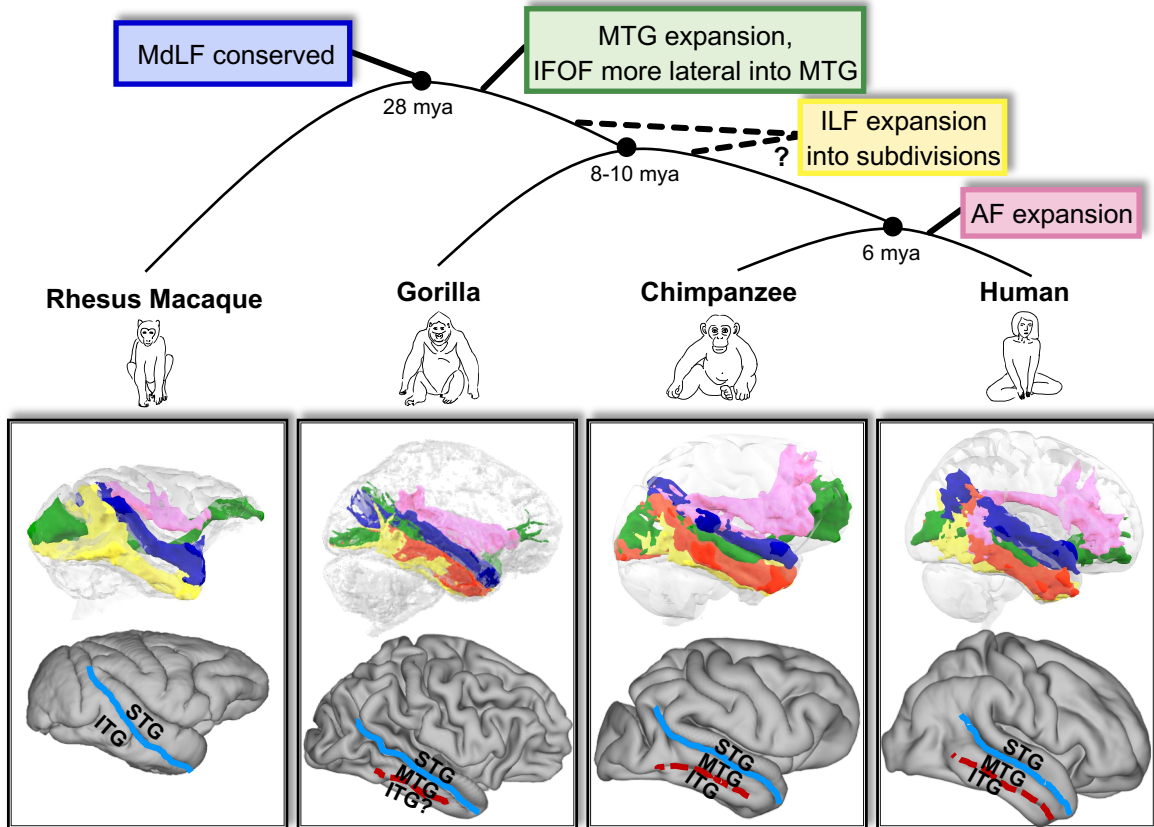 MdLF conserved
MTG expansion,
IFOF more lateral into MTG
28 mya
ILF expansion
into subdivisions
?
8-10 mya
AF expansion
6 mya
Rhesus Macaque
Gorilla
Chimpanzee
Human
STG
ITG
STG
MTG
ITG?
STG
MTG
ITG
STG
MTG
ITG